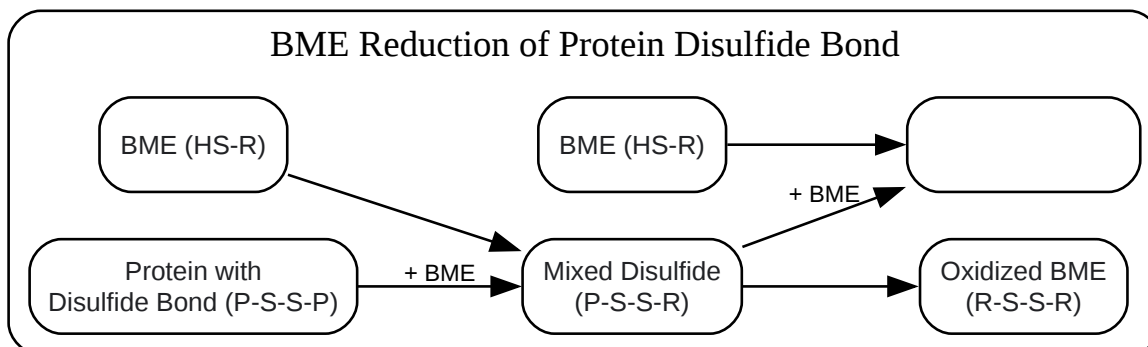 BME Reduction of Protein Disulfide Bond
BME (HS-R)
BME (HS-R)
+ BME
Protein with
Disulfide Bond (P-S-S-P)
+ BME
Mixed Disulfide
(P-S-S-R)
Oxidized BME
(R-S-S-R)